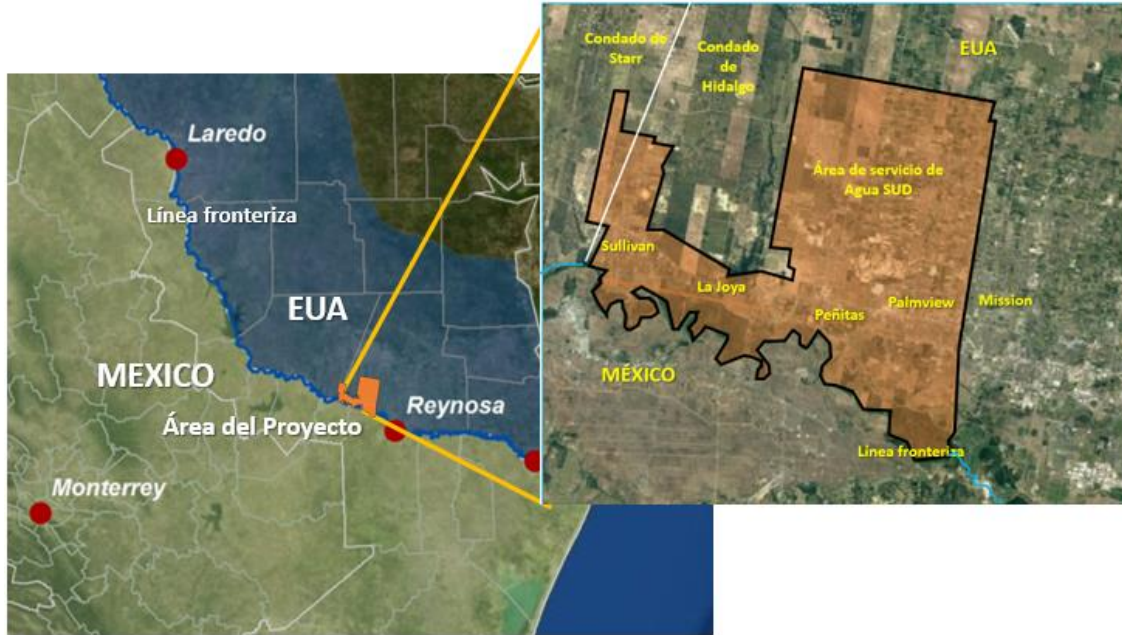 Laredo
Línea fronteriza
EUA
MEXICO
Reynosa
Área del Proyecto
Monterrey
Condado de
Starr
Condado
de
Hidalgo
EUA
Área de servicio de
Agua SUD
Sullivan
La Joya
Peñitas
Palmview
Mission
MÉXICO
Línea fronteriza